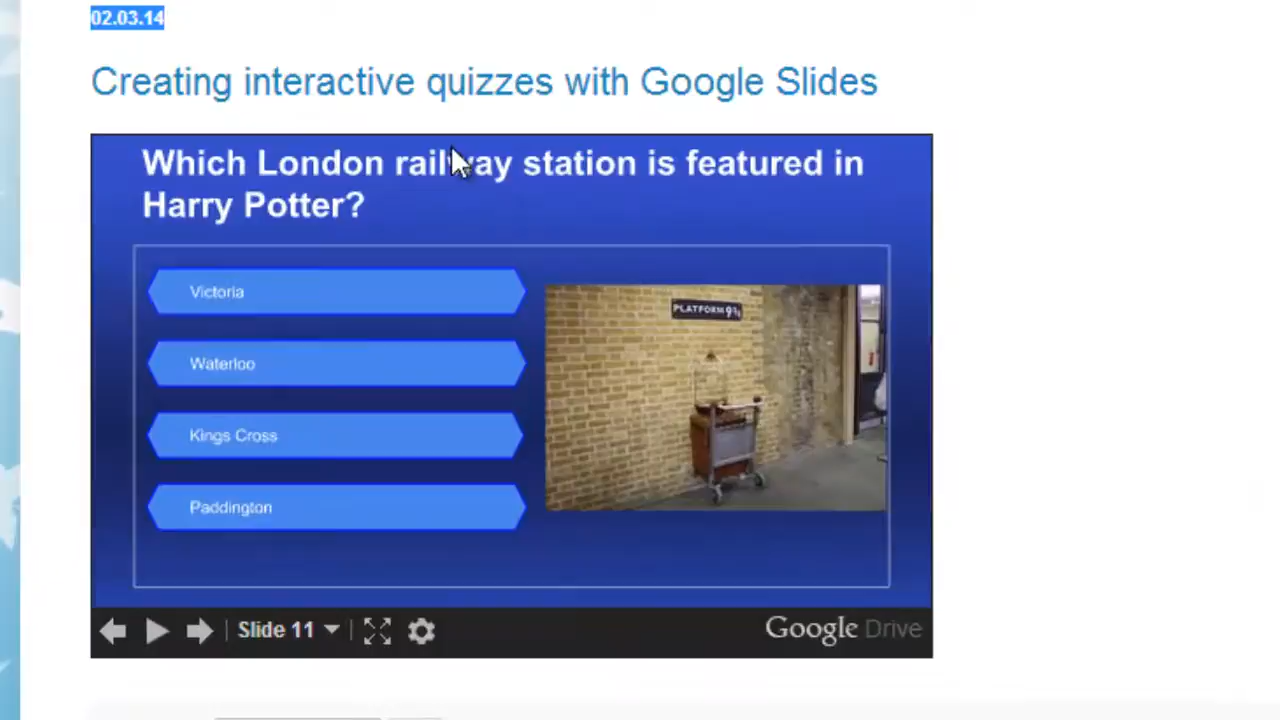 02.03.14
Creating interactive quizzes with Google Slides
Which London railway station is featured in
Harry Potter?
Victoria
PLATFORM 9¾
Waterloo
Kings Cross
Paddington
Slide 11
Google Drive